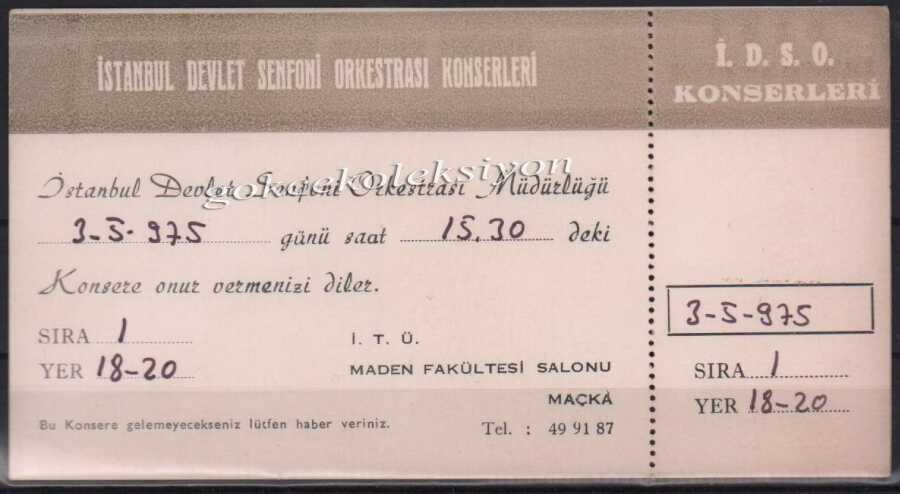 İSTANBUL DEVLET SENFONİ ORKESTRASI KONSERLERİ
İstanbul Devlet Senfoni Orkestrası Müdürlüğü
gokcekoleksiyon
3-5-975 günü saat 15.30 deki
Konsere onur vermenizi diler.
SIRA 1
YER 18-20
İ. T. Ü.
MADEN FAKÜLTESİ SALONU
MAÇKA
Bu Konsere gelemeyecekseniz lütfen haber veriniz.
Tel. : 49 91 87
İ. D. S. O.
KONSERLERİ
3-5-975
SIRA 1
YER 18-20